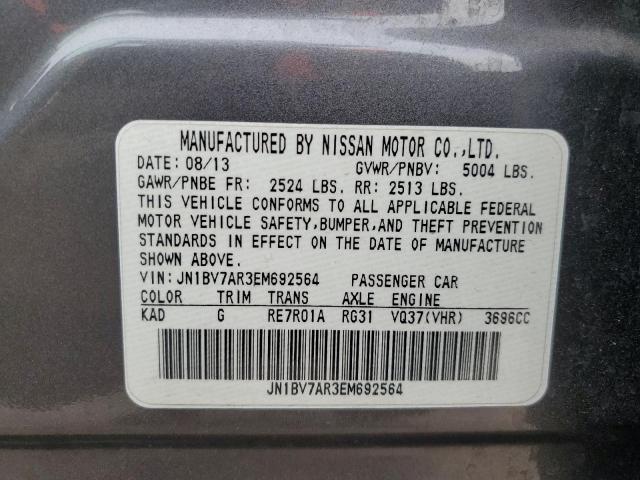 MANUFACTURED BY NISSAN MOTOR CO.,LTD.
DATE: 08/13 GVWR/PNBV: 5004 LBS.
GAWR/PNBE FR: 2524 LBS. RR: 2513 LBS.
THIS VEHICLE CONFORMS TO ALL APPLICABLE FEDERAL
MOTOR VEHICLE SAFETY,BUMPER,AND THEFT PREVENTION
STANDARDS IN EFFECT ON THE DATE OF MANUFACTURE
SHOWN ABOVE.
VIN: JN1BV7AR3EM692564 PASSENGER CAR
COLOR TRIM TRANS AXLE ENGINE
KAD G RE7R01A RG31 VQ37(VHR) 3696CC
JN1BV7AR3EM692564